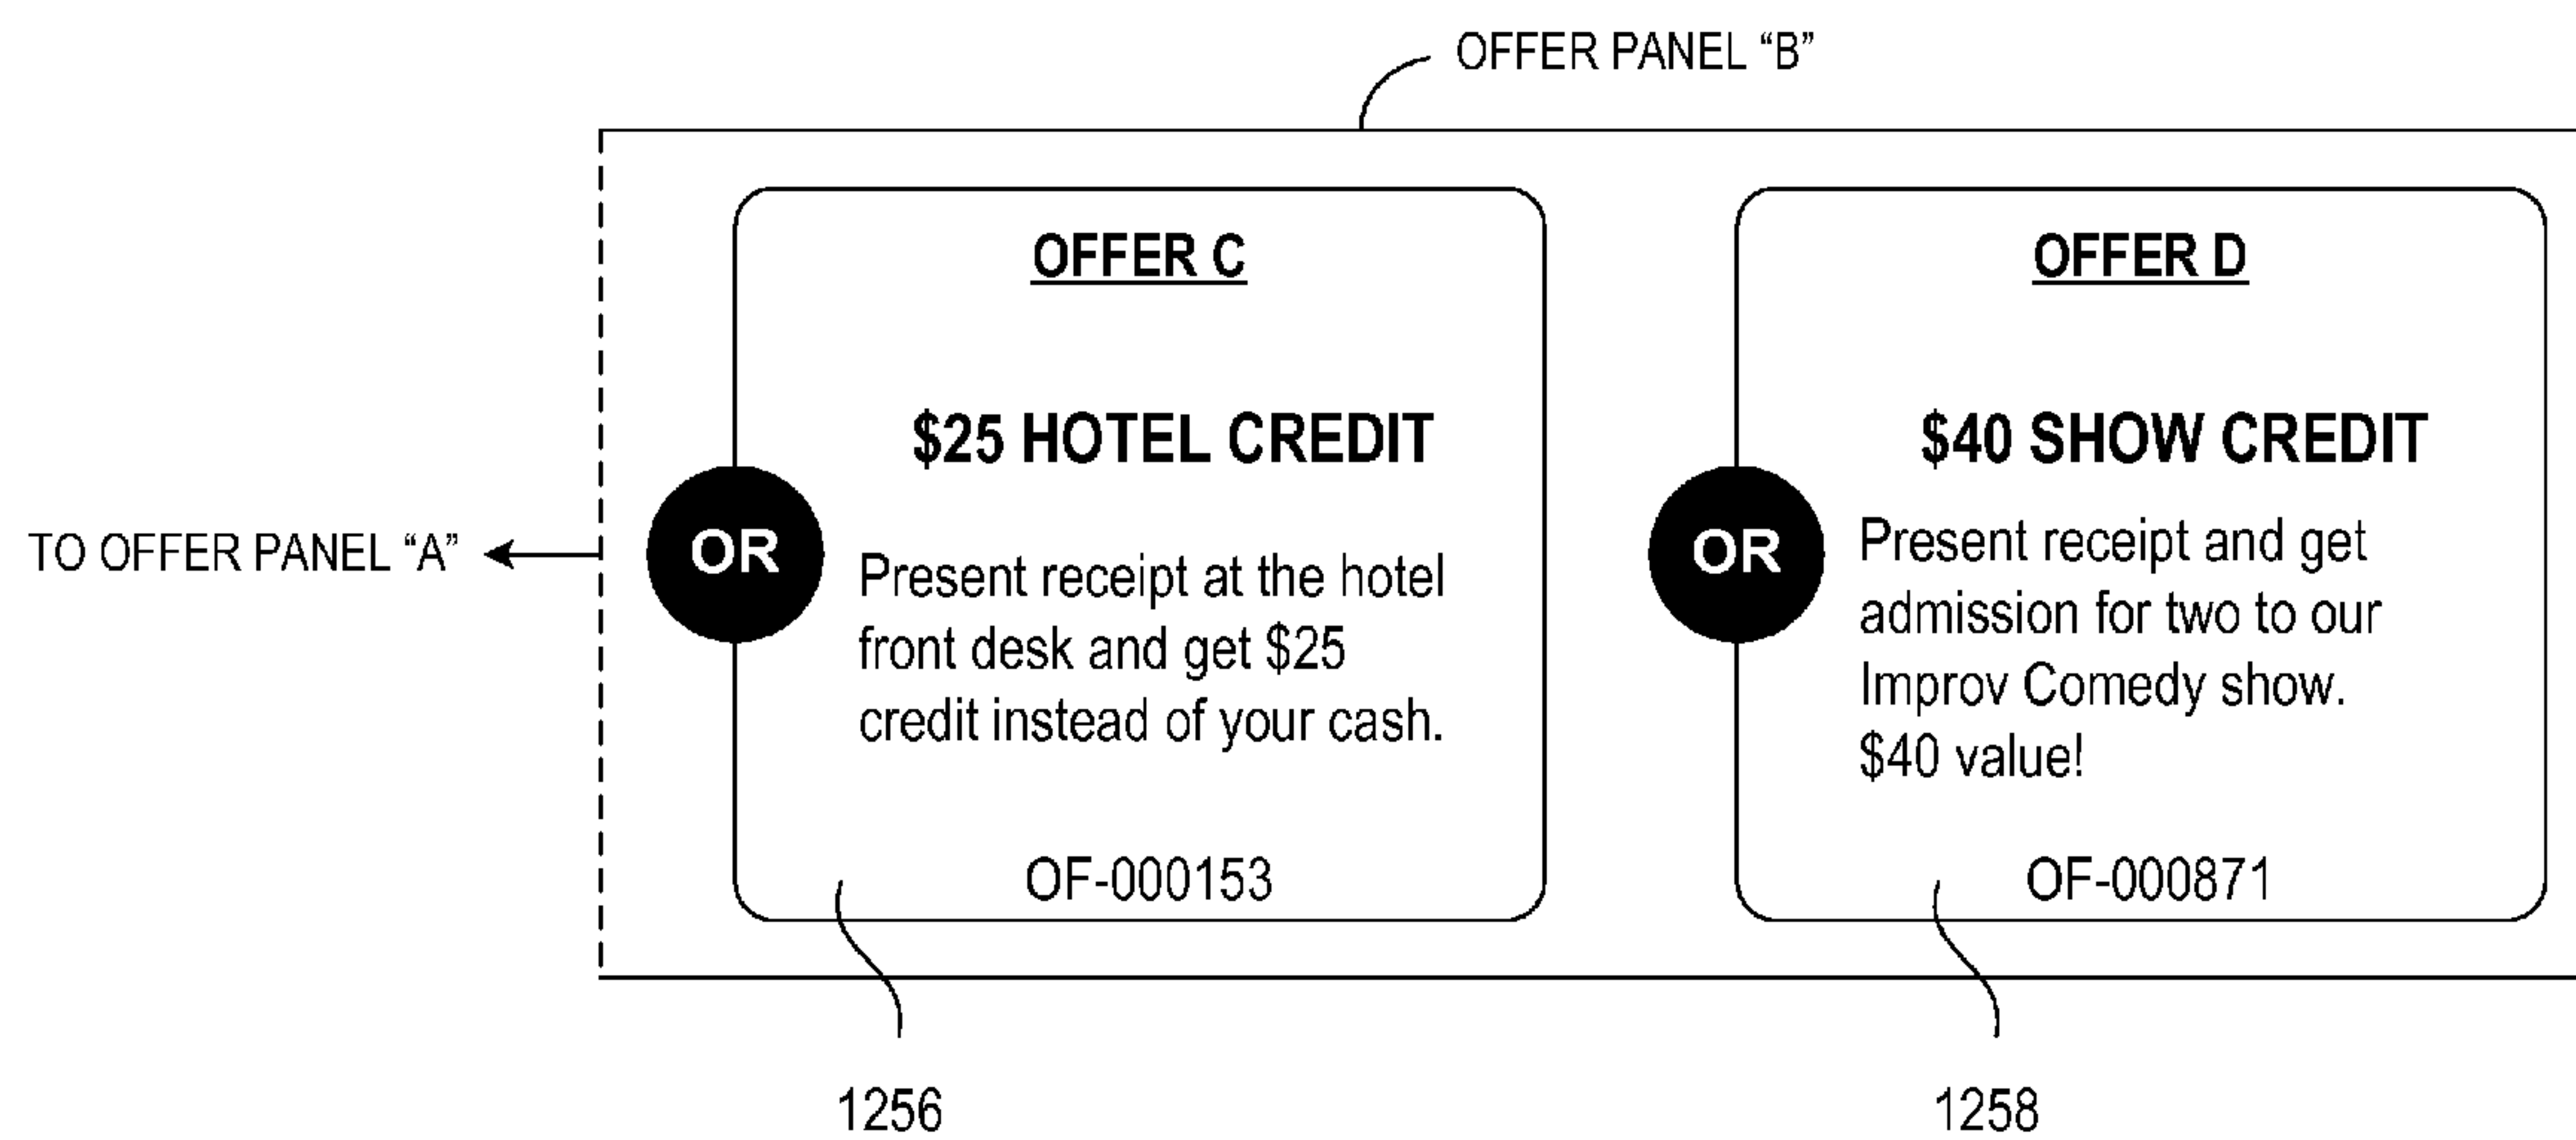 OFFER PANEL “B”
TO OFFER PANEL “A”
OR
OFFER C
$25 HOTEL CREDIT
Present receipt at the hotel
front desk and get $25
credit instead of your cash.
OF-000153
1256
OR
OFFER D
$40 SHOW CREDIT
Present receipt and get
admission for two to our
Improv Comedy show.
$40 value!
OF-000871
1258